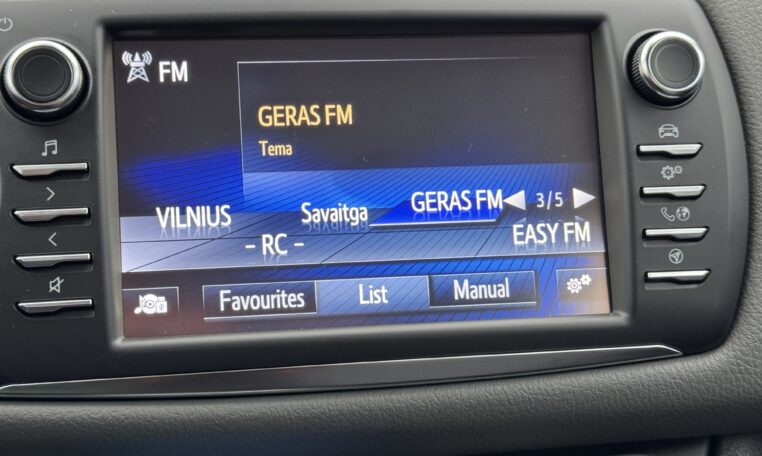 FM
GERAS FM
Tema
VILNIUS Savaitga GERAS FM 3/5
- RC - EASY FM
Favourites List Manual